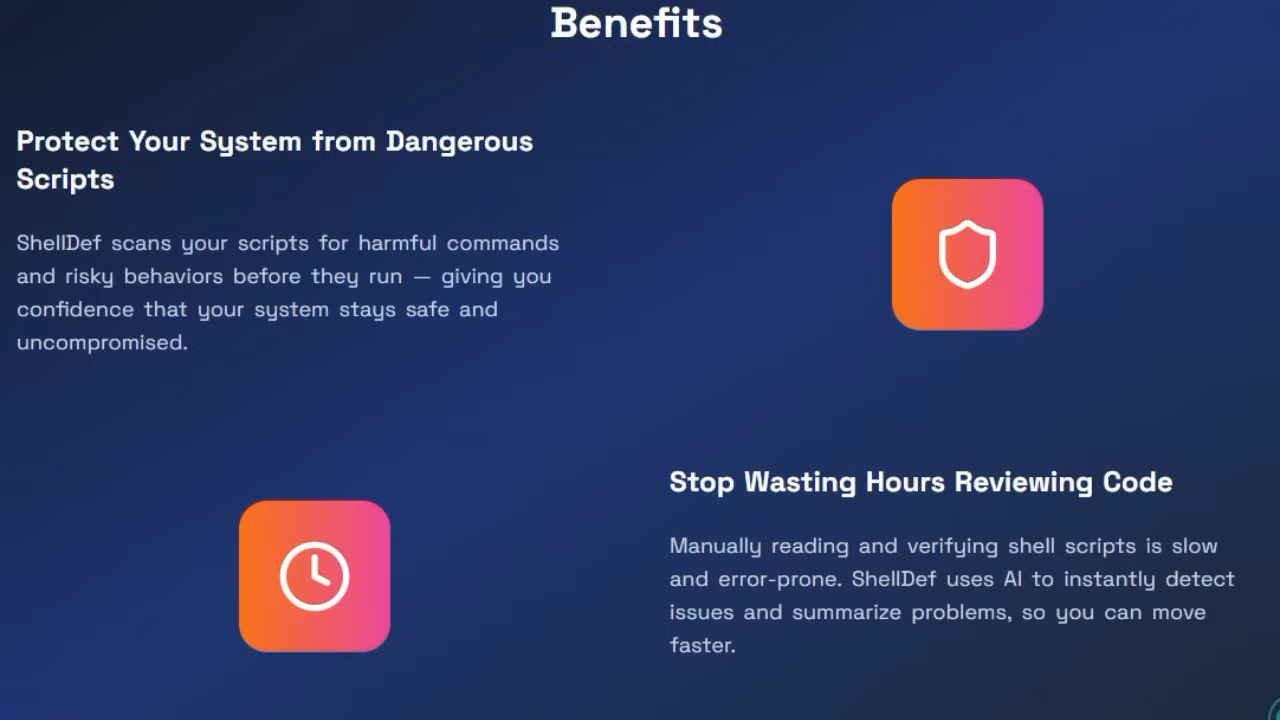 Benefits
Protect Your System from Dangerous
Scripts
ShellDef scans your scripts for harmful commands
and risky behaviors before they run — giving you
confidence that your system stays safe and
uncompromised.
Stop Wasting Hours Reviewing Code
Manually reading and verifying shell scripts is slow
and error-prone. ShellDef uses AI to instantly detect
issues and summarize problems, so you can move
faster.